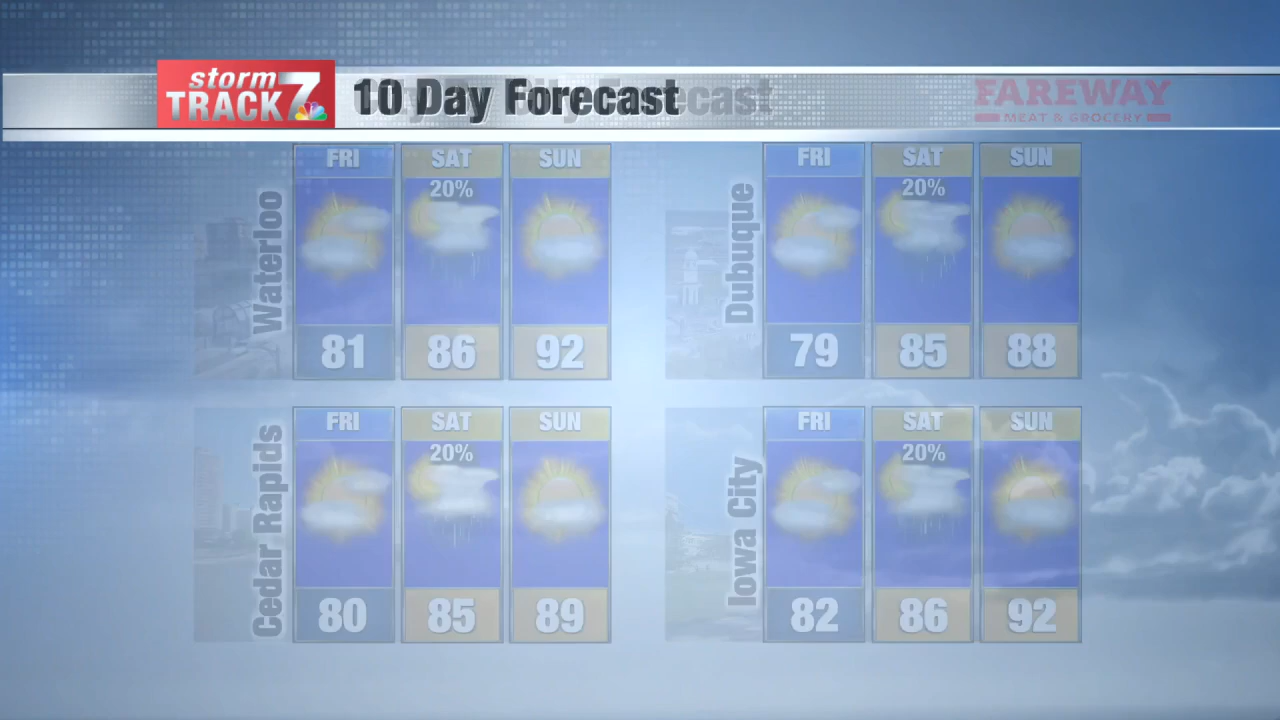 storm
TRACK 7
10 Day Forecast
FAREWAY
MEAT & GROCERY
Waterloo
FRI SAT SUN
20%
81 86 92
Dubuque
FRI SAT SUN
20%
79 85 88
Cedar Rapids
FRI SAT SUN
20%
80 85 89
Iowa City
FRI SAT SUN
20%
82 86 92